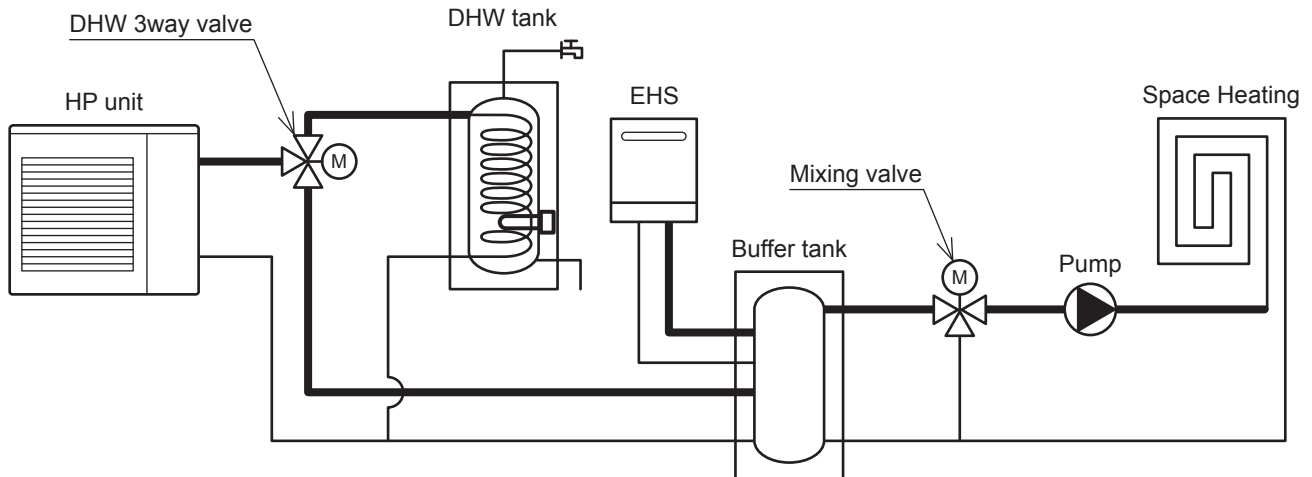 DHW tank
DHW 3way valve
HP unit
EHS
Space Heating
M
Mixing valve
Buffer tank
Pump
M